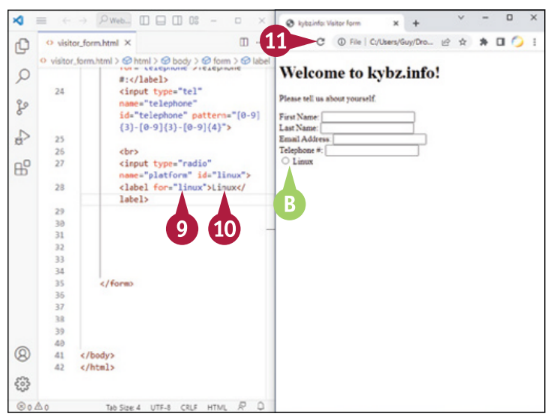 Web...
visitor_form.html ×
visitor_form.html > html > body > form > label
for="telephone">Telephone
#:</label>
24 <input type="tel"
name="telephone"
id="telephone" pattern="[0-9]
{3}-[0-9]{3}-[0-9]{4}">
25
26 <br>
27 <input type="radio"
name="platform" id="linux">
28 <label for="linux">Linux</
label>
29
30
31
32
33
34
35 </form>
36
37
38
39
40
41 </body>
42 </html>
9
10
0 0 Tab Size: 4 UTF-8 CRLF HTML
kybz.info: Visitor Form × +
11
File | C:/Users/Guy/Dro...
Welcome to kybz.info!
Please tell us about yourself.
First Name:
Last Name:
Email Address
Telephone #:
Linux
B